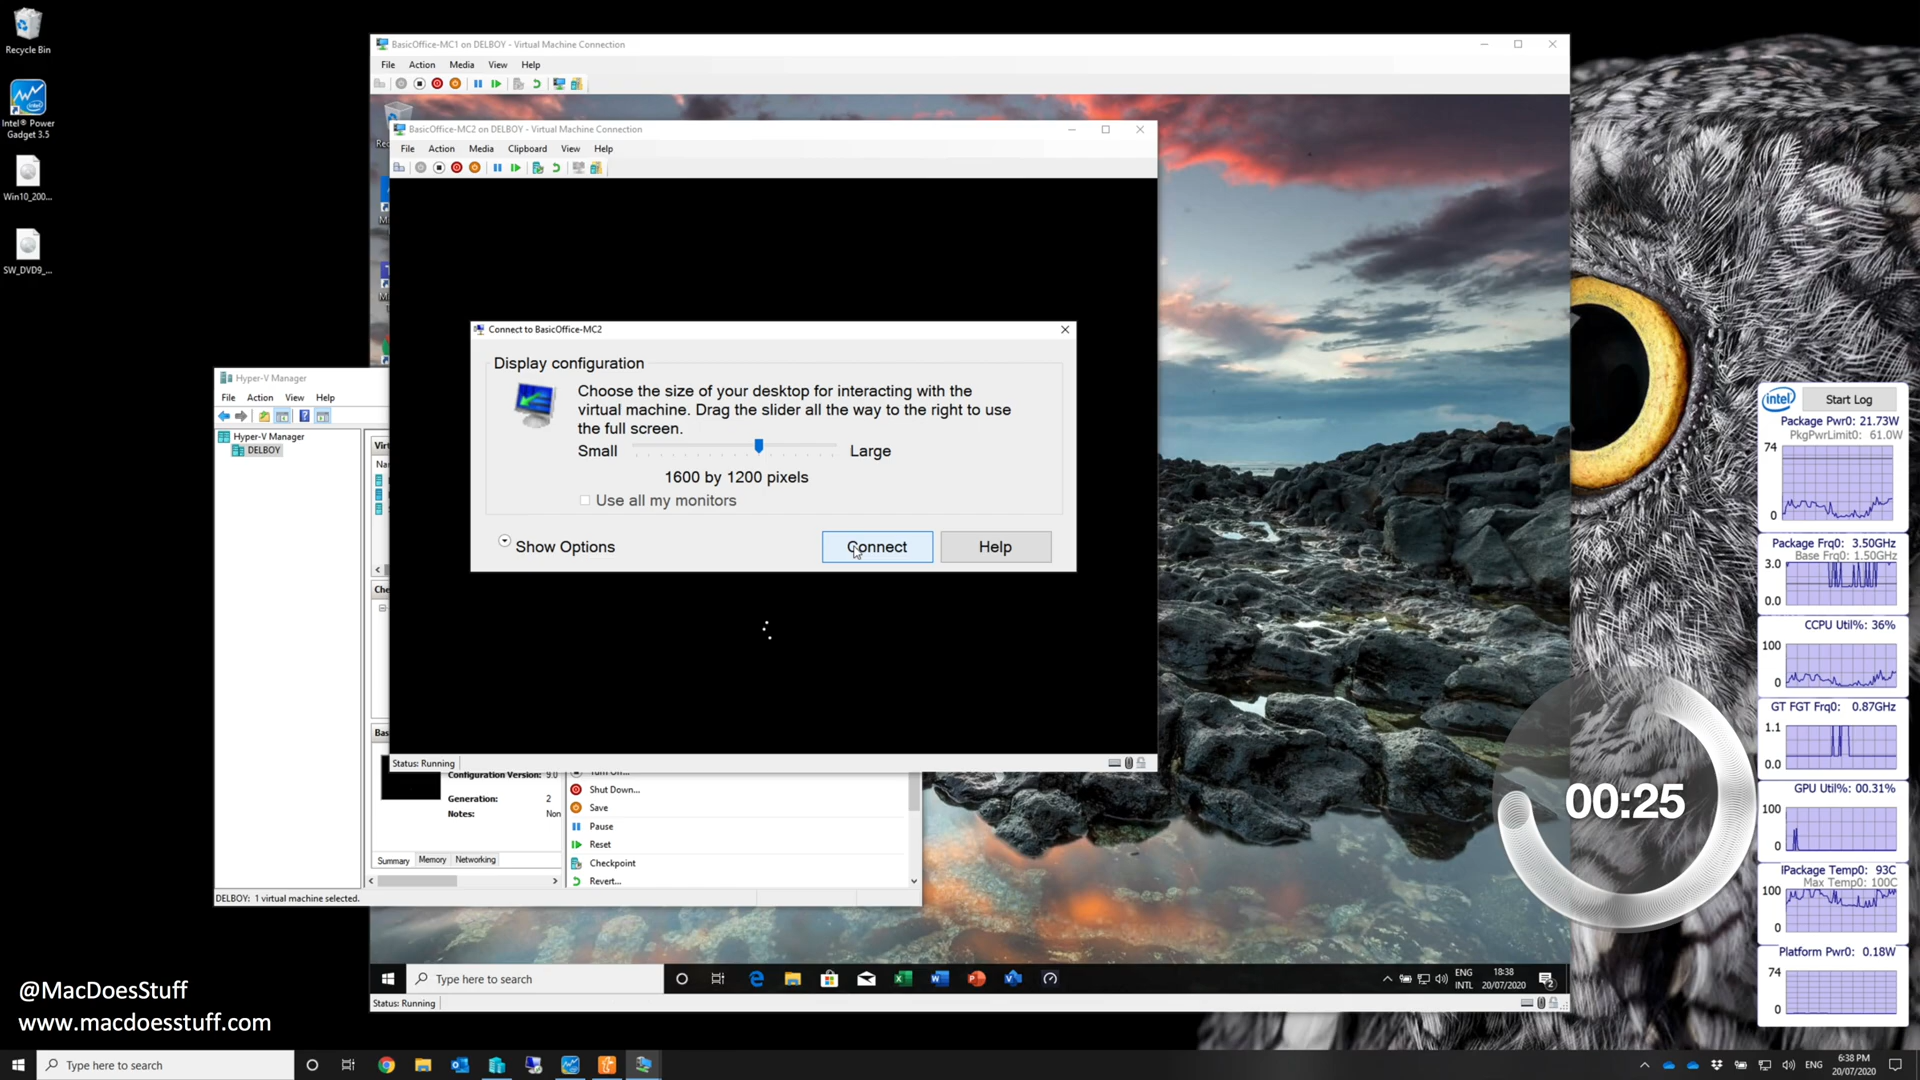 Recycle Bin
Intel® Power
Gadget 3.5
Win10_200...
SW_DVD9_...
BasicOffice-MC1 on DELBOY - Virtual Machine Connection
File Action Media View Help
BasicOffice-MC2 on DELBOY - Virtual Machine Connection
File Action Media Clipboard View Help
Connect to BasicOffice-MC2
Display configuration
Choose the size of your desktop for interacting with the
virtual machine. Drag the slider all the way to the right to use
the full screen.
Small Large
1600 by 1200 pixels
Use all my monitors
Show Options
Connect
Help
Status: Running
Hyper-V Manager
File Action View Help
Hyper-V Manager
DELBOY
Virt
Na
Che
Bas
Configuration Version: 9.0
Generation: 2
Notes: Non
Summary Memory Networking
Turn Off...
Shut Down...
Save
Pause
Reset
Checkpoint
Revert...
DELBOY: 1 virtual machine selected.
Type here to search
ENG
INTL
18:38
20/07/2020
2
Status: Running
intel
Start Log
Package Pwr0: 21.73W
PkgPwrLimit0: 61.0W
74
0
Package Frq0: 3.50GHz
Base Frq0: 1.50GHz
3.0
0.0
CCPU Util%: 36%
100
0
GT FGT Frq0: 0.87GHz
1.1
0.0
GPU Util%: 00.31%
100
0
IPackage Temp0: 93C
Max Temp0: 100C
100
0
Platform Pwr0: 0.18W
74
0
00:25
@MacDoesStuff
www.macdoesstuff.com
Type here to search
ENG
6:38 PM
20/07/2020